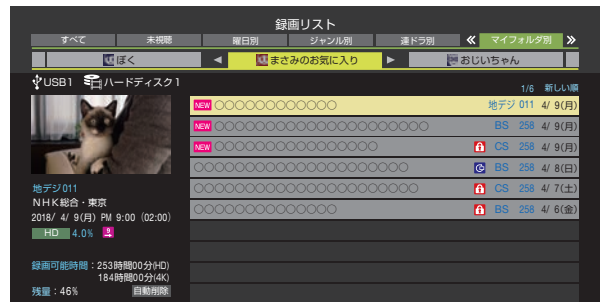 録画リスト
すべて 未視聴 曜日別 ジャンル別 連ドラ別 « マイフォルダ別 »
ぼく ◀ まさみのお気に入り ▶ おじいちゃん
USB1 ハードディスク1
1/6 新しい順
NEW 〇〇〇〇〇〇〇〇〇〇〇〇 地デジ 011 4/ 9(月)
NEW 〇〇〇〇〇〇〇〇〇〇〇〇〇〇〇〇〇〇〇〇〇 BS 258 4/ 9(月)
NEW 〇〇〇〇〇〇〇〇〇〇〇〇〇〇〇〇 CS 258 4/ 9(月)
〇〇〇〇〇〇〇〇〇〇〇〇〇〇〇〇〇〇〇〇〇 BS 258 4/ 8(日)
〇〇〇〇〇〇〇〇〇〇〇〇〇〇〇〇〇〇〇〇〇〇 CS 258 4/ 7(土)
〇〇〇〇〇〇〇〇〇〇〇〇〇〇 BS 258 4/ 6(金)
地デジ011
NHK総合・東京
2018/ 4/ 9(月) PM 9:00 (02:00)
HD 4.0%
録画可能時間：253時間00分(HD)
184時間00分(4K)
残量：46% 自動削除